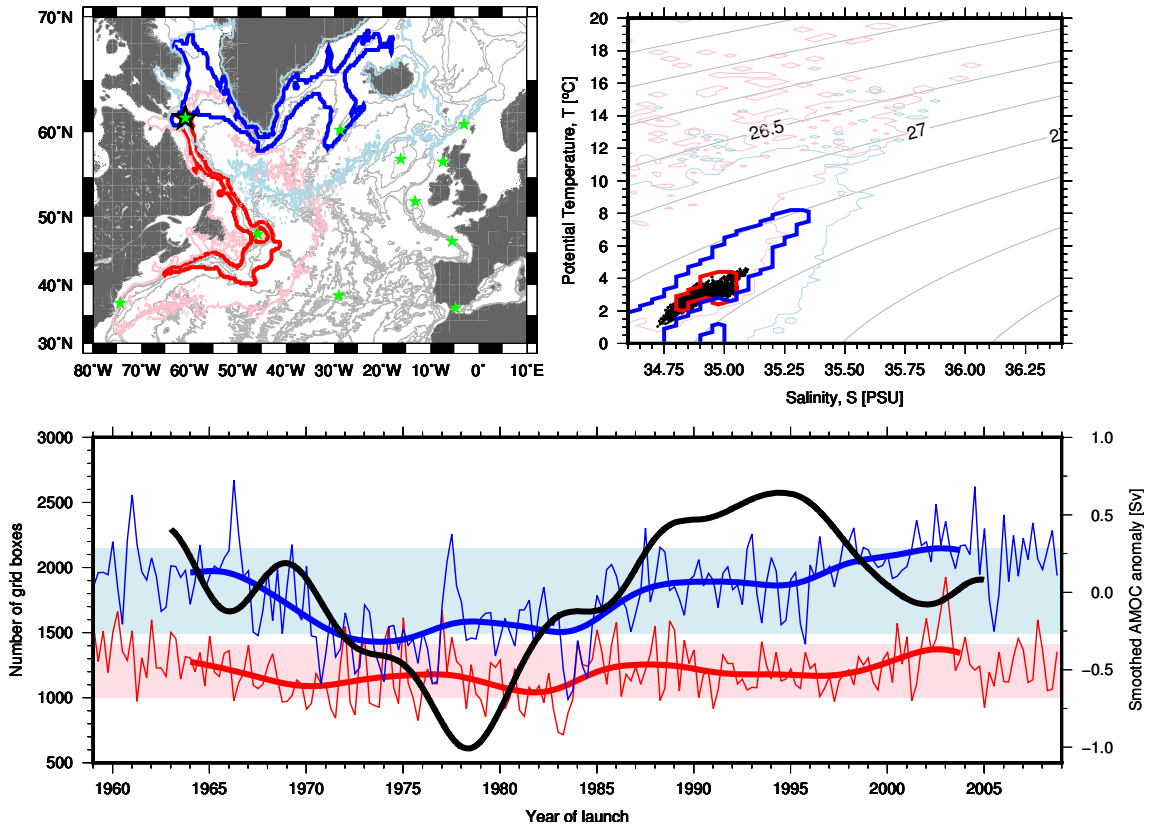 70˚N
60˚N
50˚N
40˚N
30˚N
80˚W 70˚W 60˚W 50˚W 40˚W 30˚W 20˚W 10˚W 0˚ 10˚E
Potential Temperature, T [ºC]
20
18
16
14
12
10
8
6
4
2
0
26.5
27
2
34.75 35.00 35.25 35.50 35.75 36.00 36.25
Salinity, S [PSU]
Number of grid boxes
3000
2500
2000
1500
1000
500
1.0
0.5
0.0
−0.5
−1.0
Smoothed AMOC anomaly [Sv]
1960 1965 1970 1975 1980 1985 1990 1995 2000 2005
Year of launch